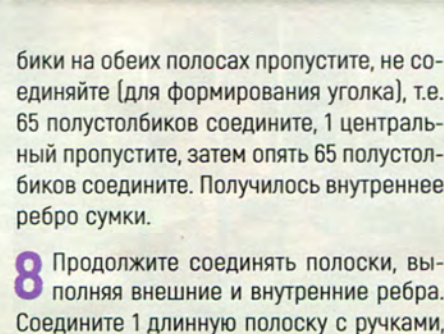 бики на обеих полосах пропустите, не со-
единяйте (для формирования уголка), т.е.
65 полустолбиков соедините, 1 централь-
ный пропустите, затем опять 65 полустол-
биков соедините. Получилось внутреннее
ребро сумки.
8 Продолжите соединять полоски, вы-
полняя внешние и внутренние ребра.
Соедините 1 длинную полоску с ручками,